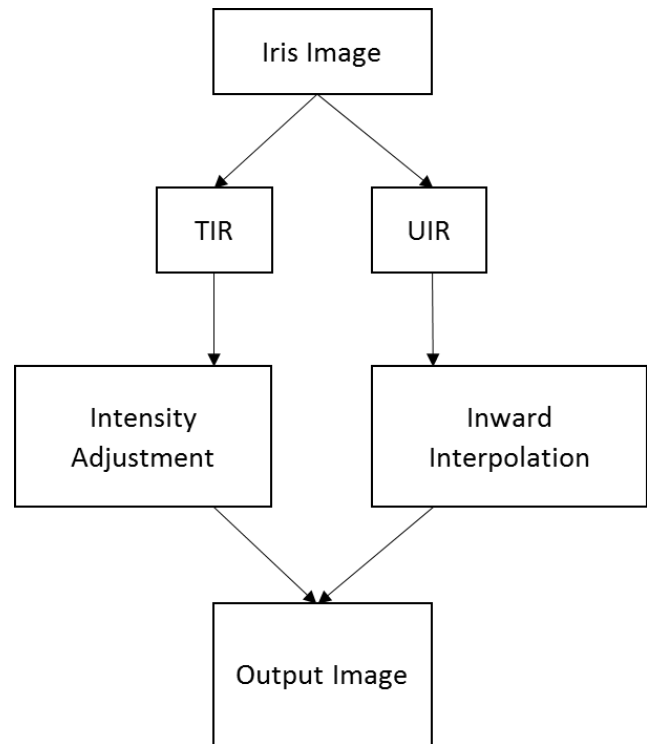 Iris Image
TIR
UIR
Intensity
Adjustment
Inward
Interpolation
Output Image